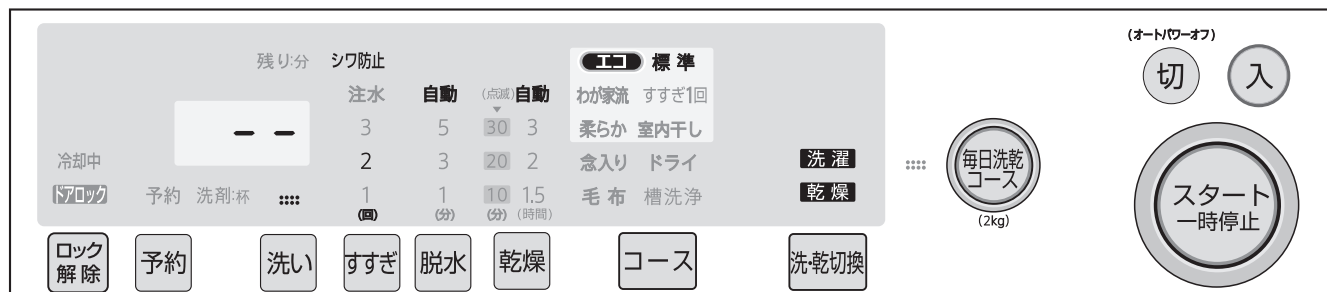 (オートパワーオフ)
切 入
残り:分 シワ防止 エコ 標準
注水 自動 (点滅) 自動 わが家流 すすぎ1回
-- 3 5 30 3 柔らか 室内干し
冷却中 2 3 20 2 念入り ドライ 洗濯
ドアロック 予約 洗剤:杯 1 1 10 1.5 毛布 槽洗浄 乾燥
(回) (分) (分) (時間)
ロック解除
予約 洗い すすぎ 脱水 乾燥 コース 洗・乾切換
毎日洗乾
コース
(2kg)
スタート
一時停止